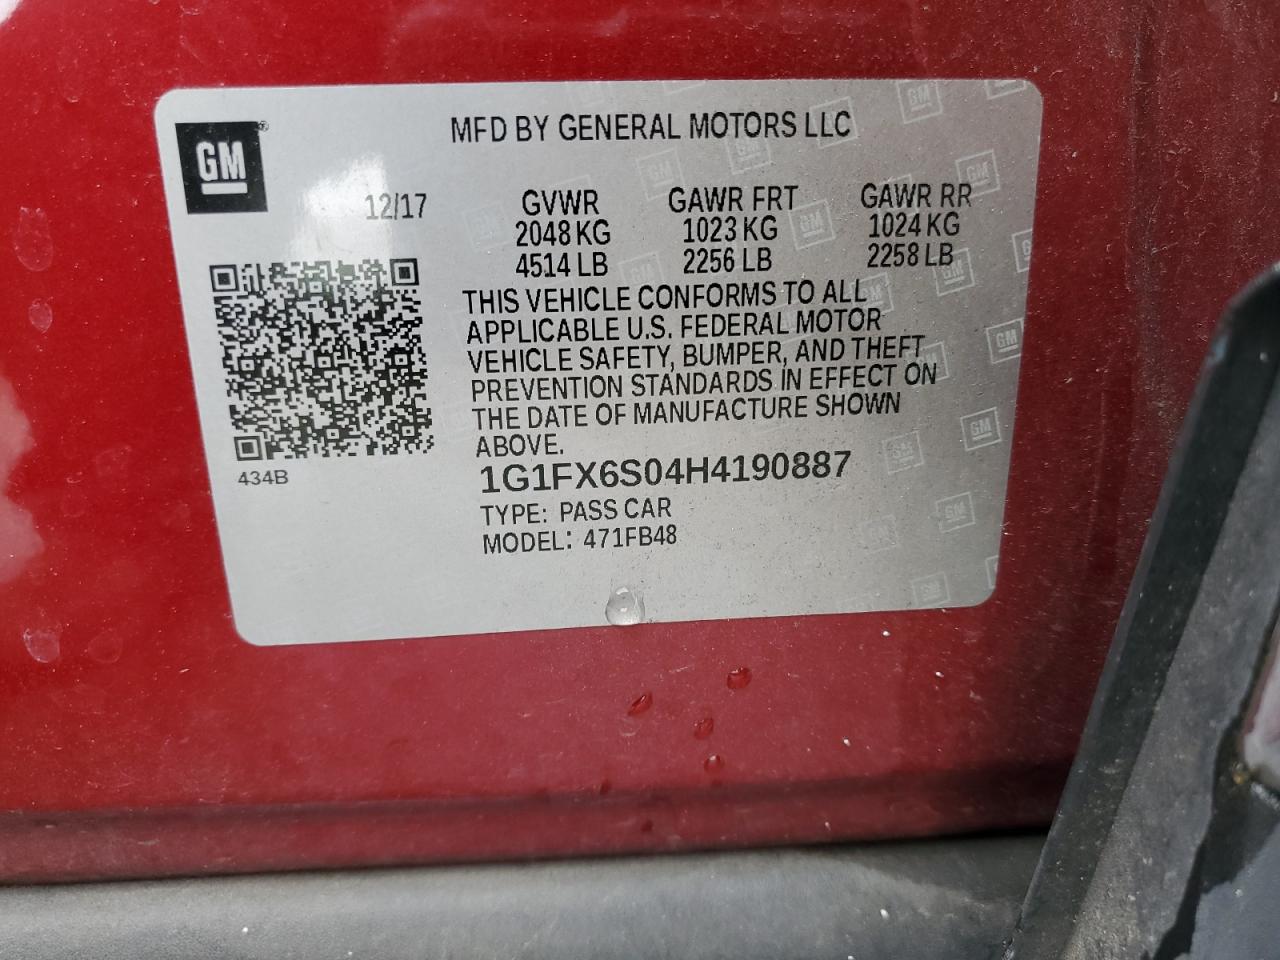 GM
MFD BY GENERAL MOTORS LLC
12/17
GVWR GAWR FRT GAWR RR
2048 KG 1023 KG 1024 KG
4514 LB 2256 LB 2258 LB
THIS VEHICLE CONFORMS TO ALL
APPLICABLE U.S. FEDERAL MOTOR
VEHICLE SAFETY, BUMPER, AND THEFT
PREVENTION STANDARDS IN EFFECT ON
THE DATE OF MANUFACTURE SHOWN
ABOVE.
434B
1G1FX6S04H4190887
TYPE: PASS CAR
MODEL: 471FB48